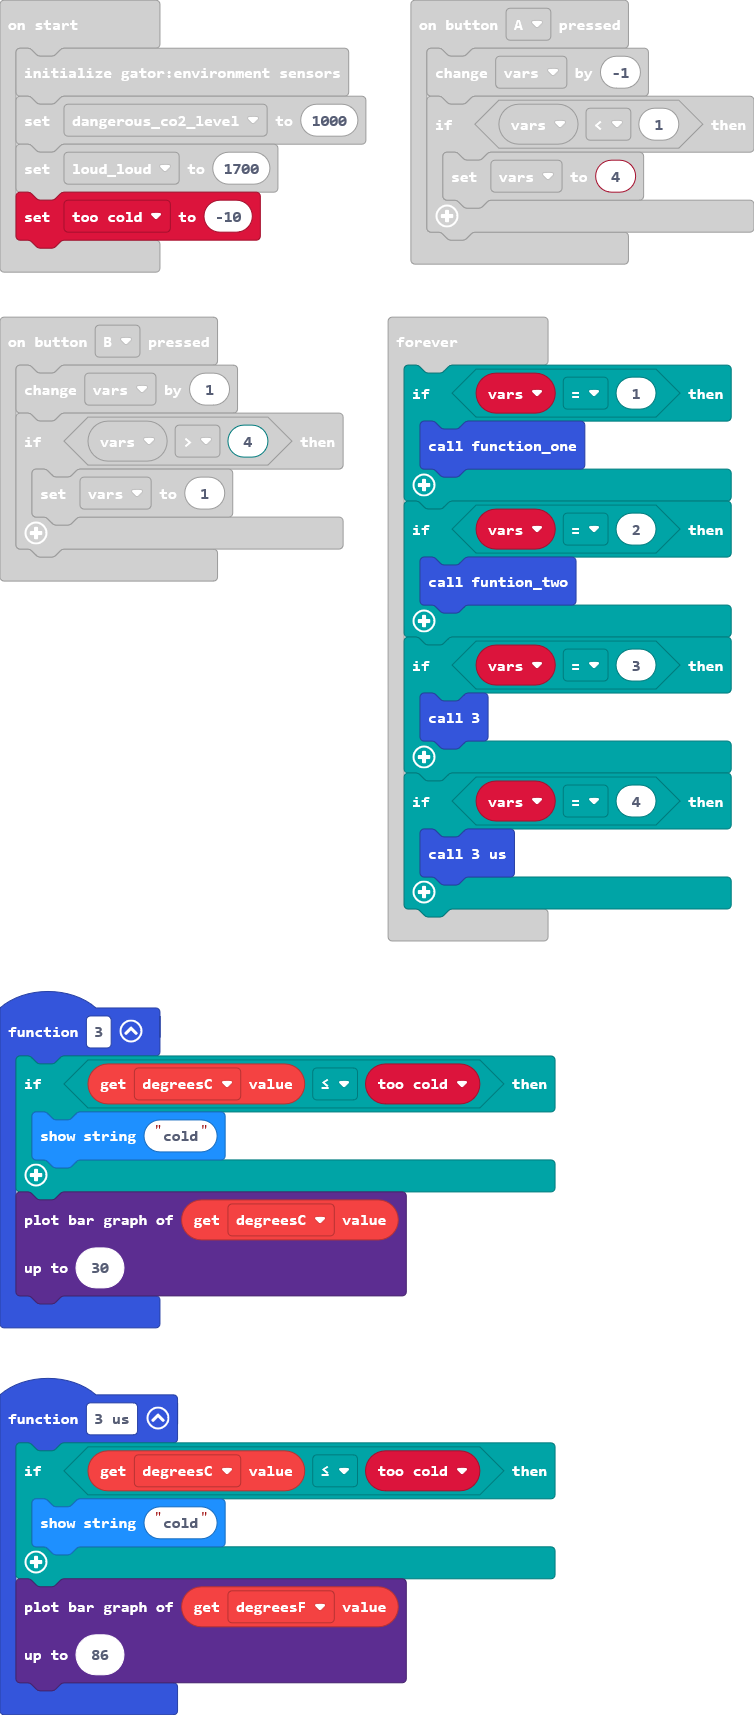 on start
initialize gator:environment sensors
set dangerous_co2_level to 1000
set loud_loud to 1700
set too cold to -10
on button A pressed
change vars by -1
if vars < 1 then
set vars to 4
on button B pressed
change vars by 1
if vars > 4 then
set vars to 1
forever
if vars = 1 then
call function_one
if vars = 2 then
call funtion_two
if vars = 3 then
call 3
if vars = 4 then
call 3 us
function 3
if get degreesC value ≤ too cold then
show string "cold"
plot bar graph of get degreesC value
up to 30
function 3 us
if get degreesC value ≤ too cold then
show string "cold"
plot bar graph of get degreesF value
up to 86